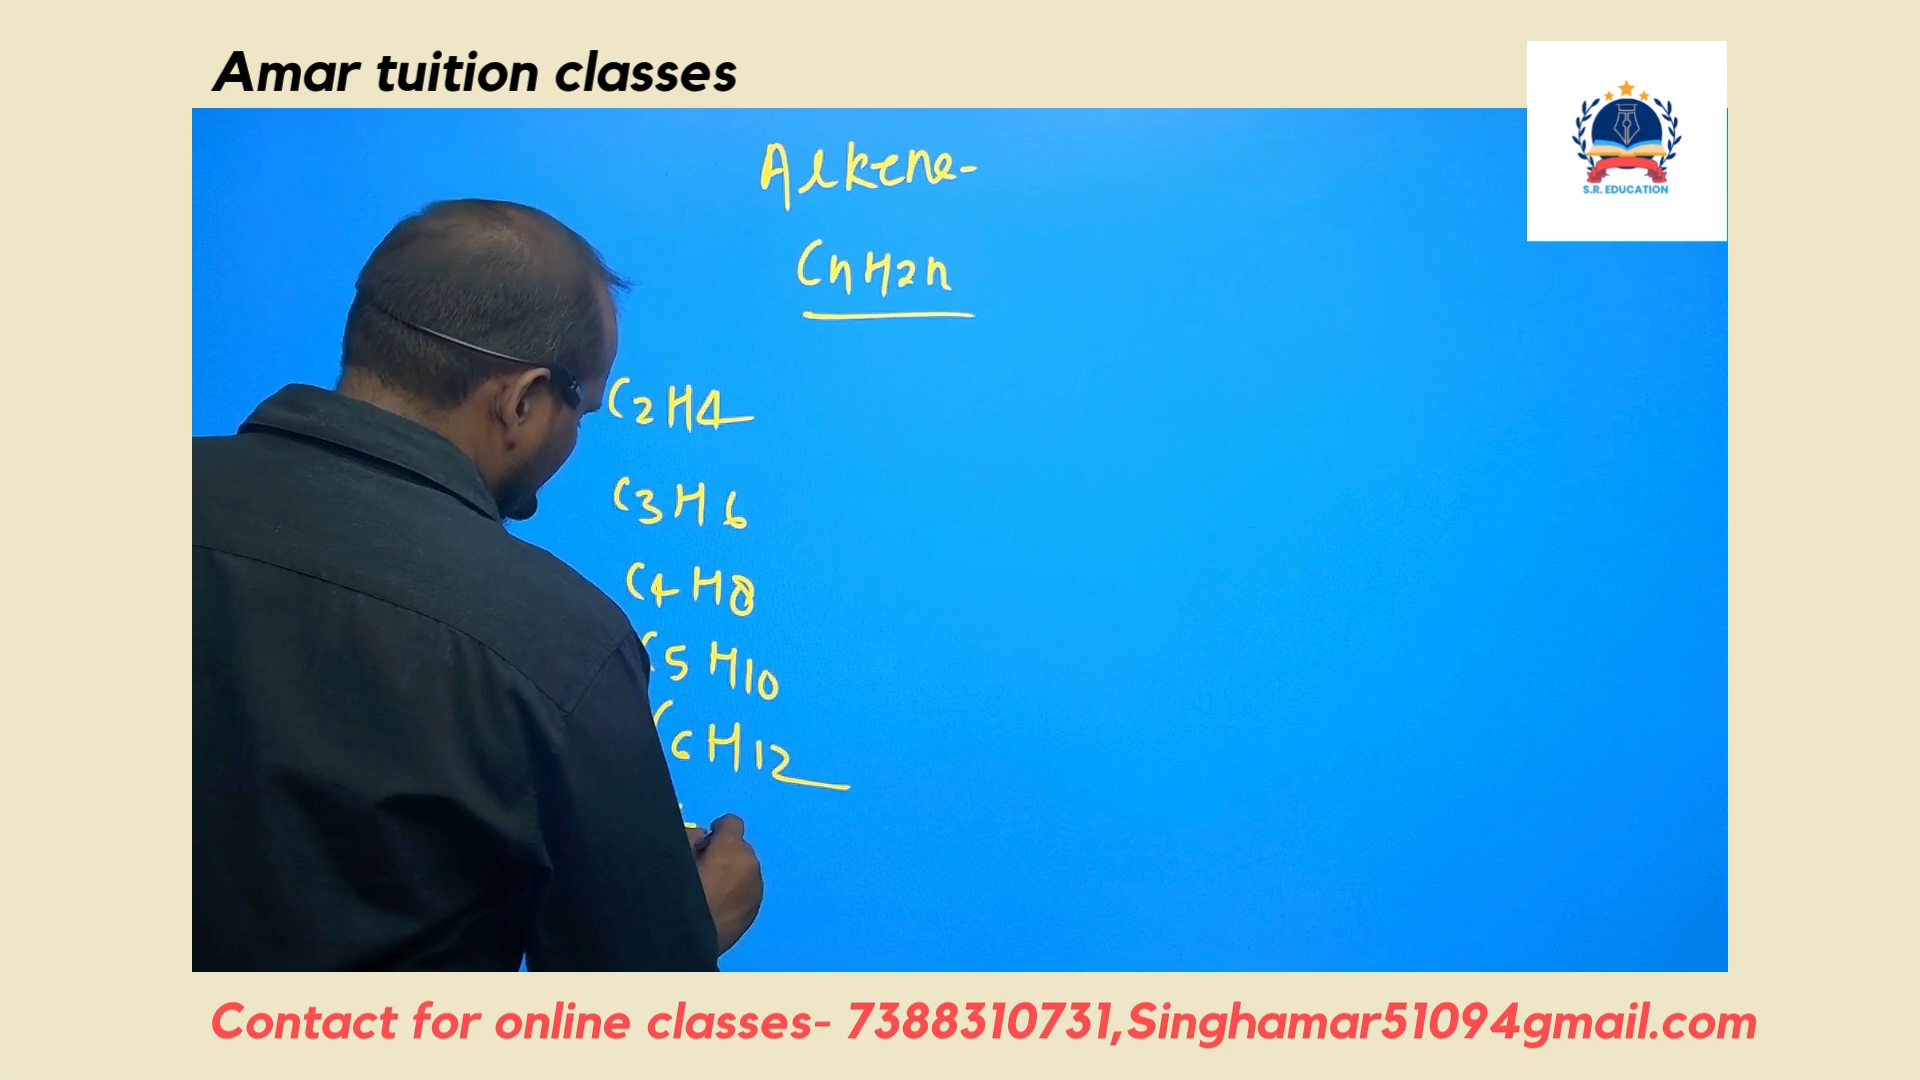 Amar tuition classes
S.R. EDUCATION
Alkene-
CnH2n
C2H4
C3H6
C4H8
C5H10
C6H12
Contact for online classes- 7388310731,Singhamar51094gmail.com